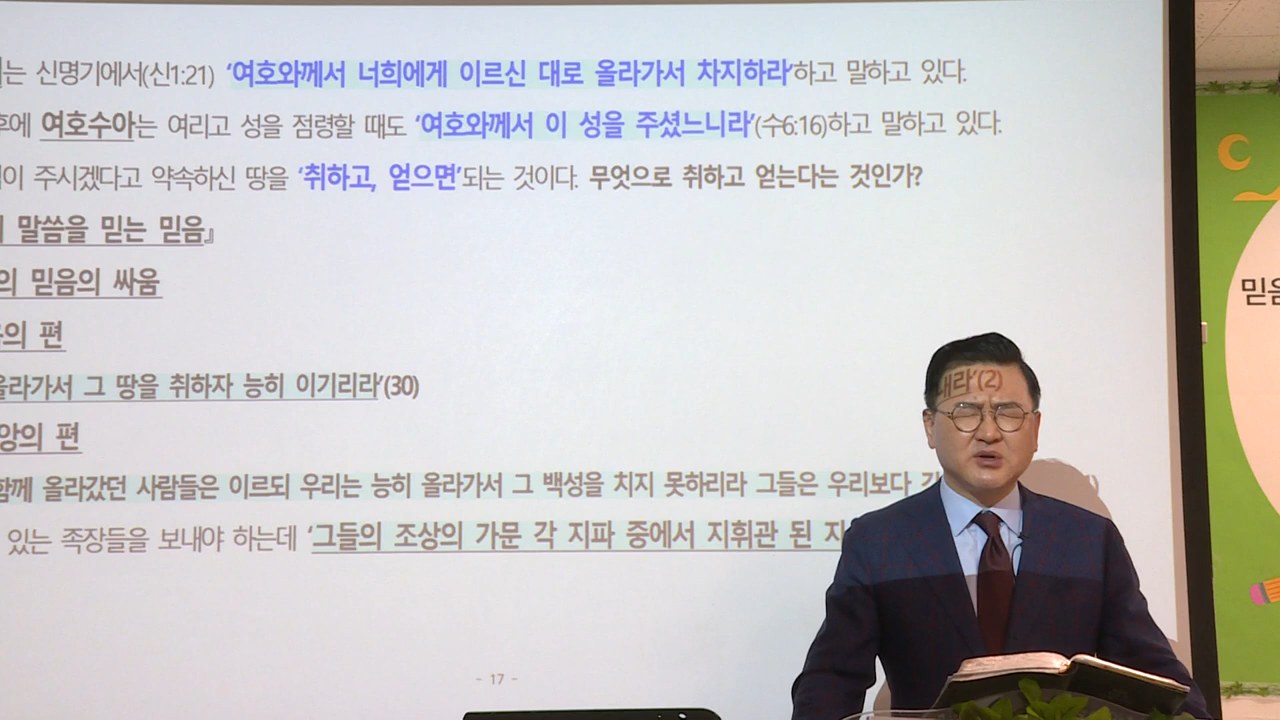 는 신명기에서(신1:21) ‘여호와께서 너희에게 이르신 대로 올라가서 차지하라’하고 말하고 있다.
후에 여호수아는 여리고 성을 점령할 때도 ‘여호와께서 이 성을 주셨느니라’(수6:16)하고 말하고 있다.
이 주시겠다고 약속하신 땅을 ‘취하고, 얻으면’되는 것이다. 무엇으로 취하고 얻는다는 것인가?
말씀을 믿는 믿음』
의 믿음의 싸움
의 편
올라가서 그 땅을 취하자 능히 이기리라’(30)
내라’(2)
앙의 편
함께 올라갔던 사람들은 이르되 우리는 능히 올라가서 그 백성을 치지 못하리라 그들은 우리보다
있는 족장들을 보내야 하는데 ‘그들의 조상의 가문 각 지파 중에서 지휘관 된
- 17 -
믿음